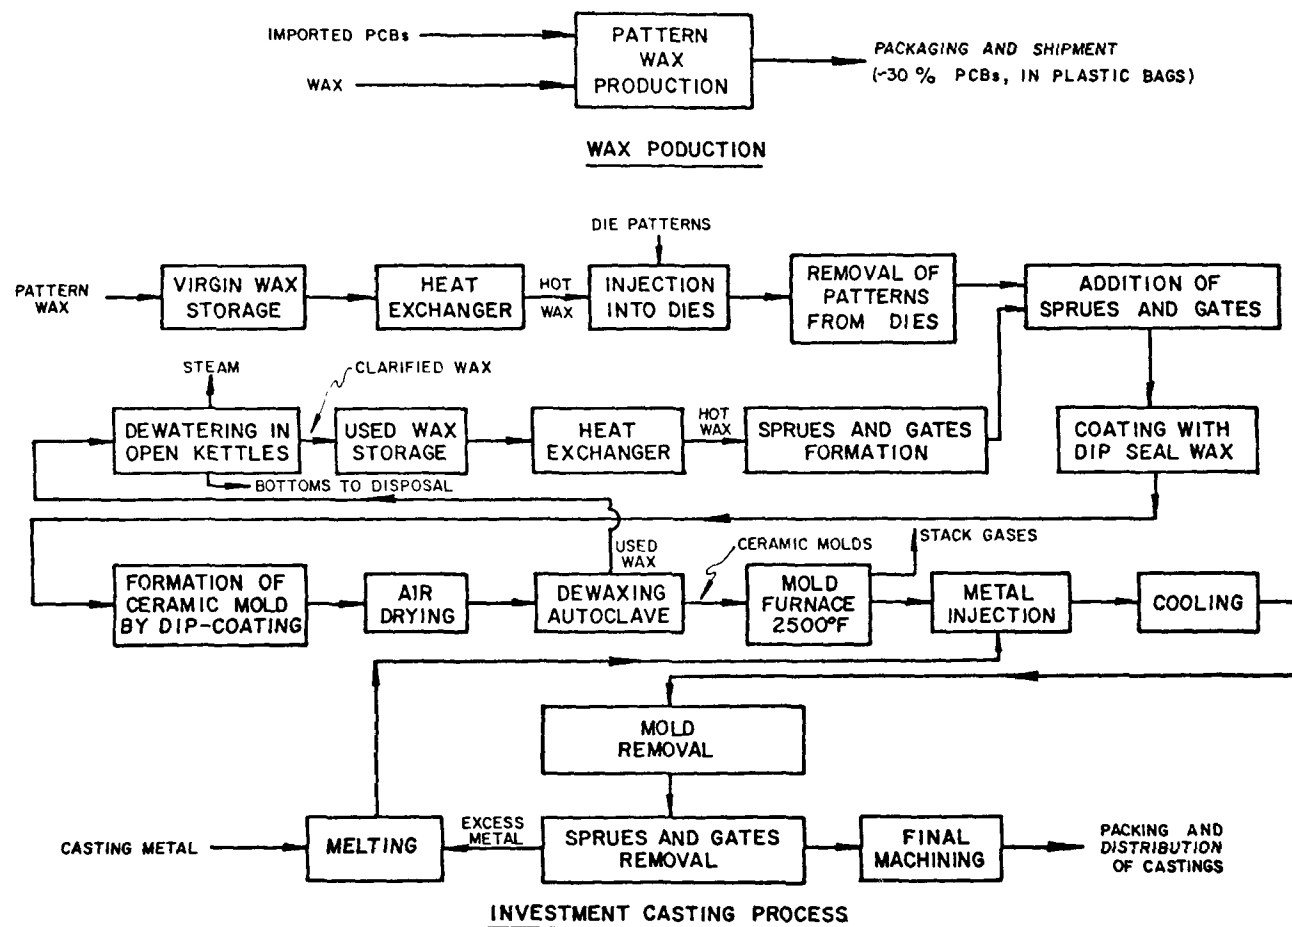 IMPORTED PCBs
WAX
PATTERN
WAX
PRODUCTION
PACKAGING AND SHIPMENT
(~30 % PCBs, IN PLASTIC BAGS)
WAX PODUCTION
DIE PATTERNS
PATTERN
WAX
VIRGIN WAX
STORAGE
HEAT
EXCHANGER
HOT
WAX
INJECTION
INTO DIES
REMOVAL OF
PATTERNS
FROM DIES
ADDITION OF
SPRUES AND GATES
STEAM
CLARIFIED WAX
DEWATERING IN
OPEN KETTLES
USED WAX
STORAGE
HEAT
EXCHANGER
HOT
WAX
SPRUES AND GATES
FORMATION
COATING WITH
DIP SEAL WAX
BOTTOMS TO DISPOSAL
USED
WAX
CERAMIC MOLDS
STACK GASES
FORMATION OF
CERAMIC MOLD
BY DIP-COATING
AIR
DRYING
DEWAXING
AUTOCLAVE
MOLD
FURNACE
2500°F
METAL
INJECTION
COOLING
MOLD
REMOVAL
CASTING METAL
MELTING
EXCESS
METAL
SPRUES AND GATES
REMOVAL
FINAL
MACHINING
PACKING AND
DISTRIBUTION
OF CASTINGS
INVESTMENT CASTING PROCESS